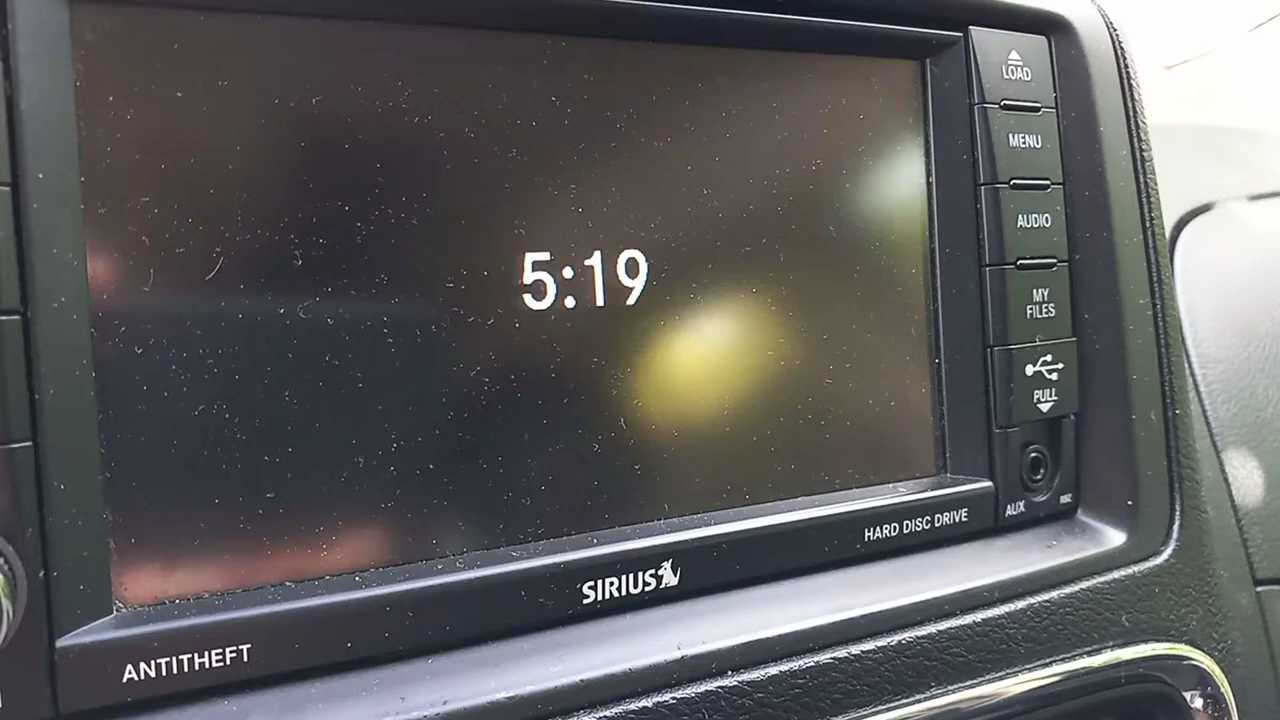 5:19
LOAD
MENU
AUDIO
MY
FILES
PULL
AUX
HARD DISC DRIVE
SIRIUS
ANTITHEFT